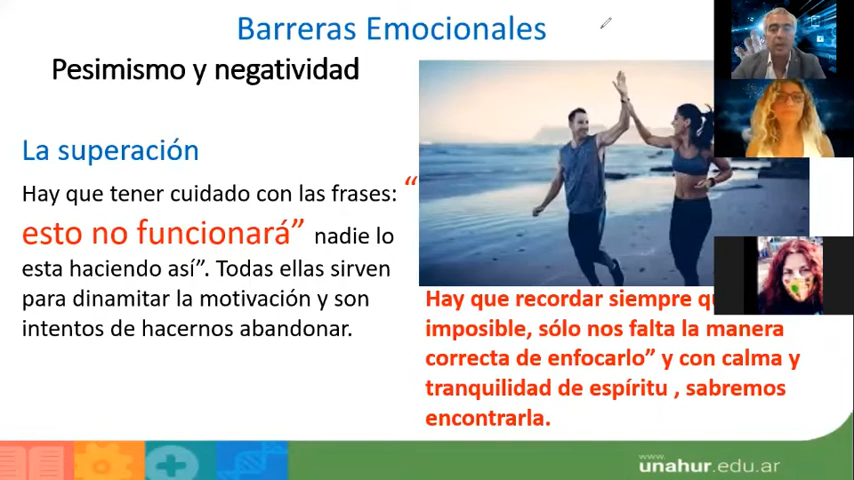 Barreras Emocionales
Pesimismo y negatividad
La superación
Hay que tener cuidado con las frases: “
esto no funcionará” nadie lo
esta haciendo así”. Todas ellas sirven
para dinamitar la motivación y son
intentos de hacernos abandonar.
Hay que recordar siempre
imposible, sólo nos falta la manera
correcta de enfocarlo” y con calma y
tranquilidad de espíritu , sabremos
encontrarla.
www.
unahur.edu.ar